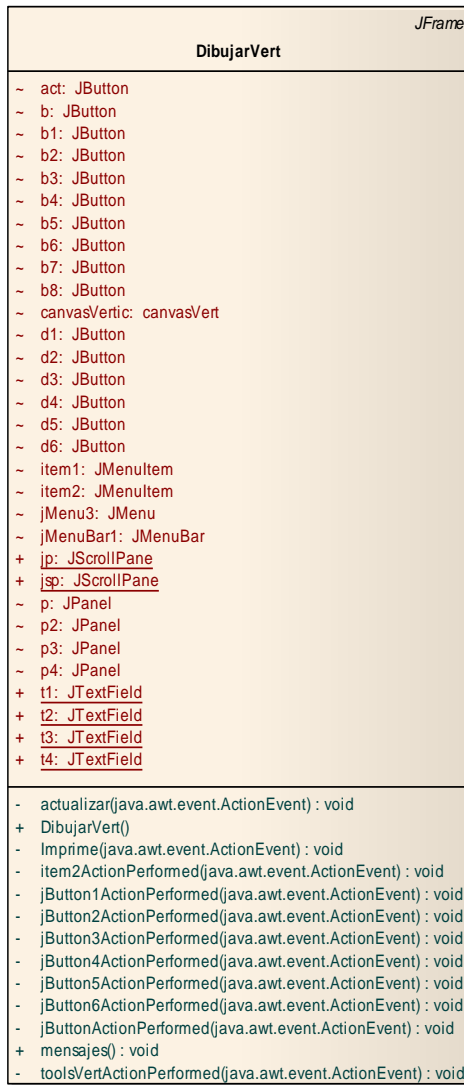 JFrame
DibujarVert
~ act: JButton
~ b: JButton
~ b1: JButton
~ b2: JButton
~ b3: JButton
~ b4: JButton
~ b5: JButton
~ b6: JButton
~ b7: JButton
~ b8: JButton
~ canvasVertic: canvasVert
~ d1: JButton
~ d2: JButton
~ d3: JButton
~ d4: JButton
~ d5: JButton
~ d6: JButton
~ item1: JMenuItem
~ item2: JMenuItem
~ jMenu3: JMenu
~ jMenuBar1: JMenuBar
+ jp: JScrollPane
+ jsp: JScrollPane
~ p: JPanel
~ p2: JPanel
~ p3: JPanel
~ p4: JPanel
+ t1: JTextField
+ t2: JTextField
+ t3: JTextField
+ t4: JTextField
- actualizar(java.awt.event.ActionEvent) : void
+ DibujarVert()
- Imprime(java.awt.event.ActionEvent) : void
- item2ActionPerformed(java.awt.event.ActionEvent) : void
- jButton1ActionPerformed(java.awt.event.ActionEvent) : void
- jButton2ActionPerformed(java.awt.event.ActionEvent) : void
- jButton3ActionPerformed(java.awt.event.ActionEvent) : void
- jButton4ActionPerformed(java.awt.event.ActionEvent) : void
- jButton5ActionPerformed(java.awt.event.ActionEvent) : void
- jButton6ActionPerformed(java.awt.event.ActionEvent) : void
- jButtonActionPerformed(java.awt.event.ActionEvent) : void
+ mensajes() : void
- toolsVertActionPerformed(java.awt.event.ActionEvent) : void